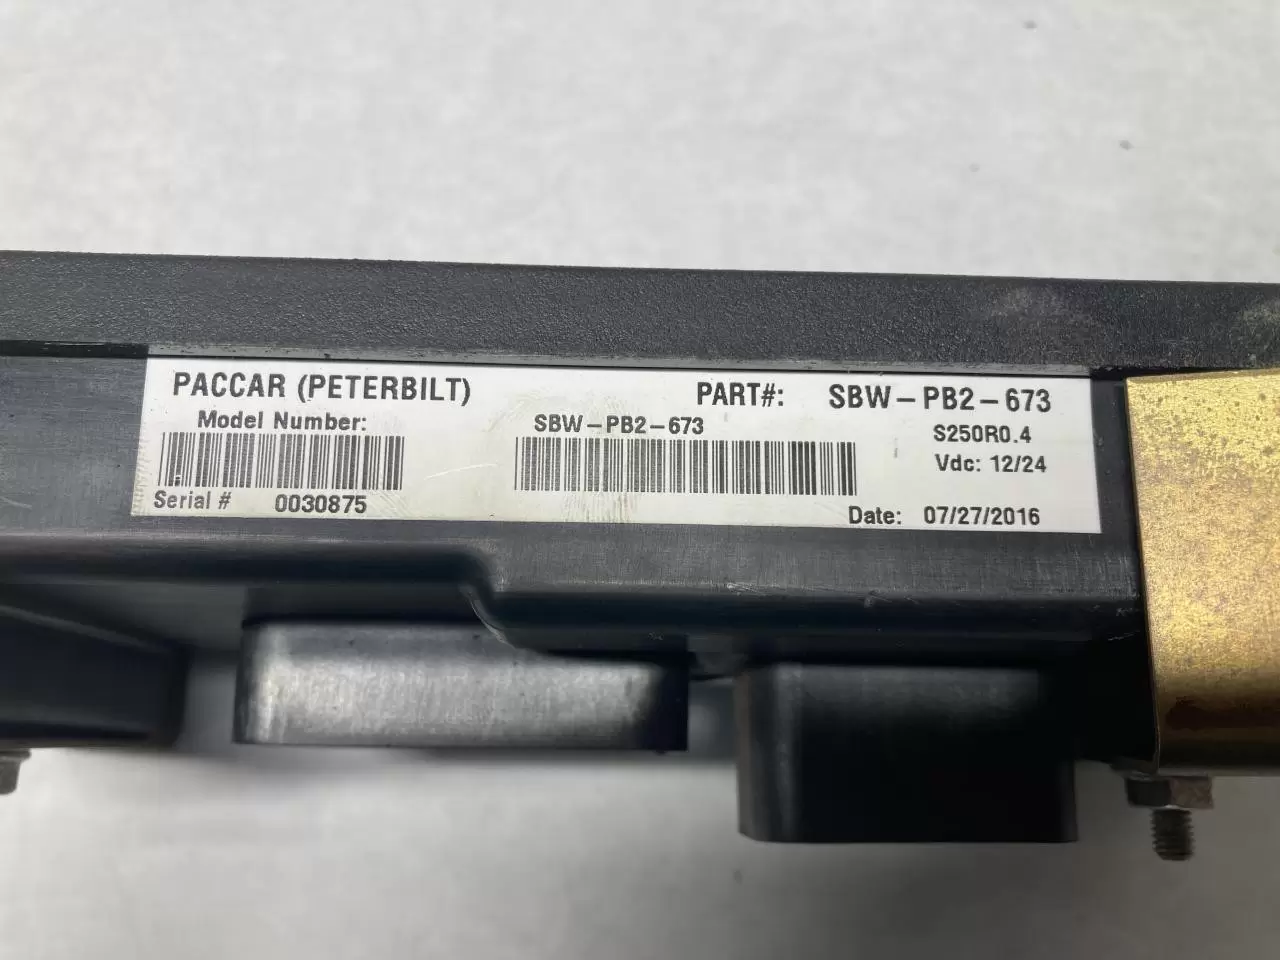 PACCAR (PETERBILT) PART#: SBW-PB2-673
Model Number: SBW-PB2-673
S250R0.4
Vdc: 12/24
Serial # 0030875
Date: 07/27/2016